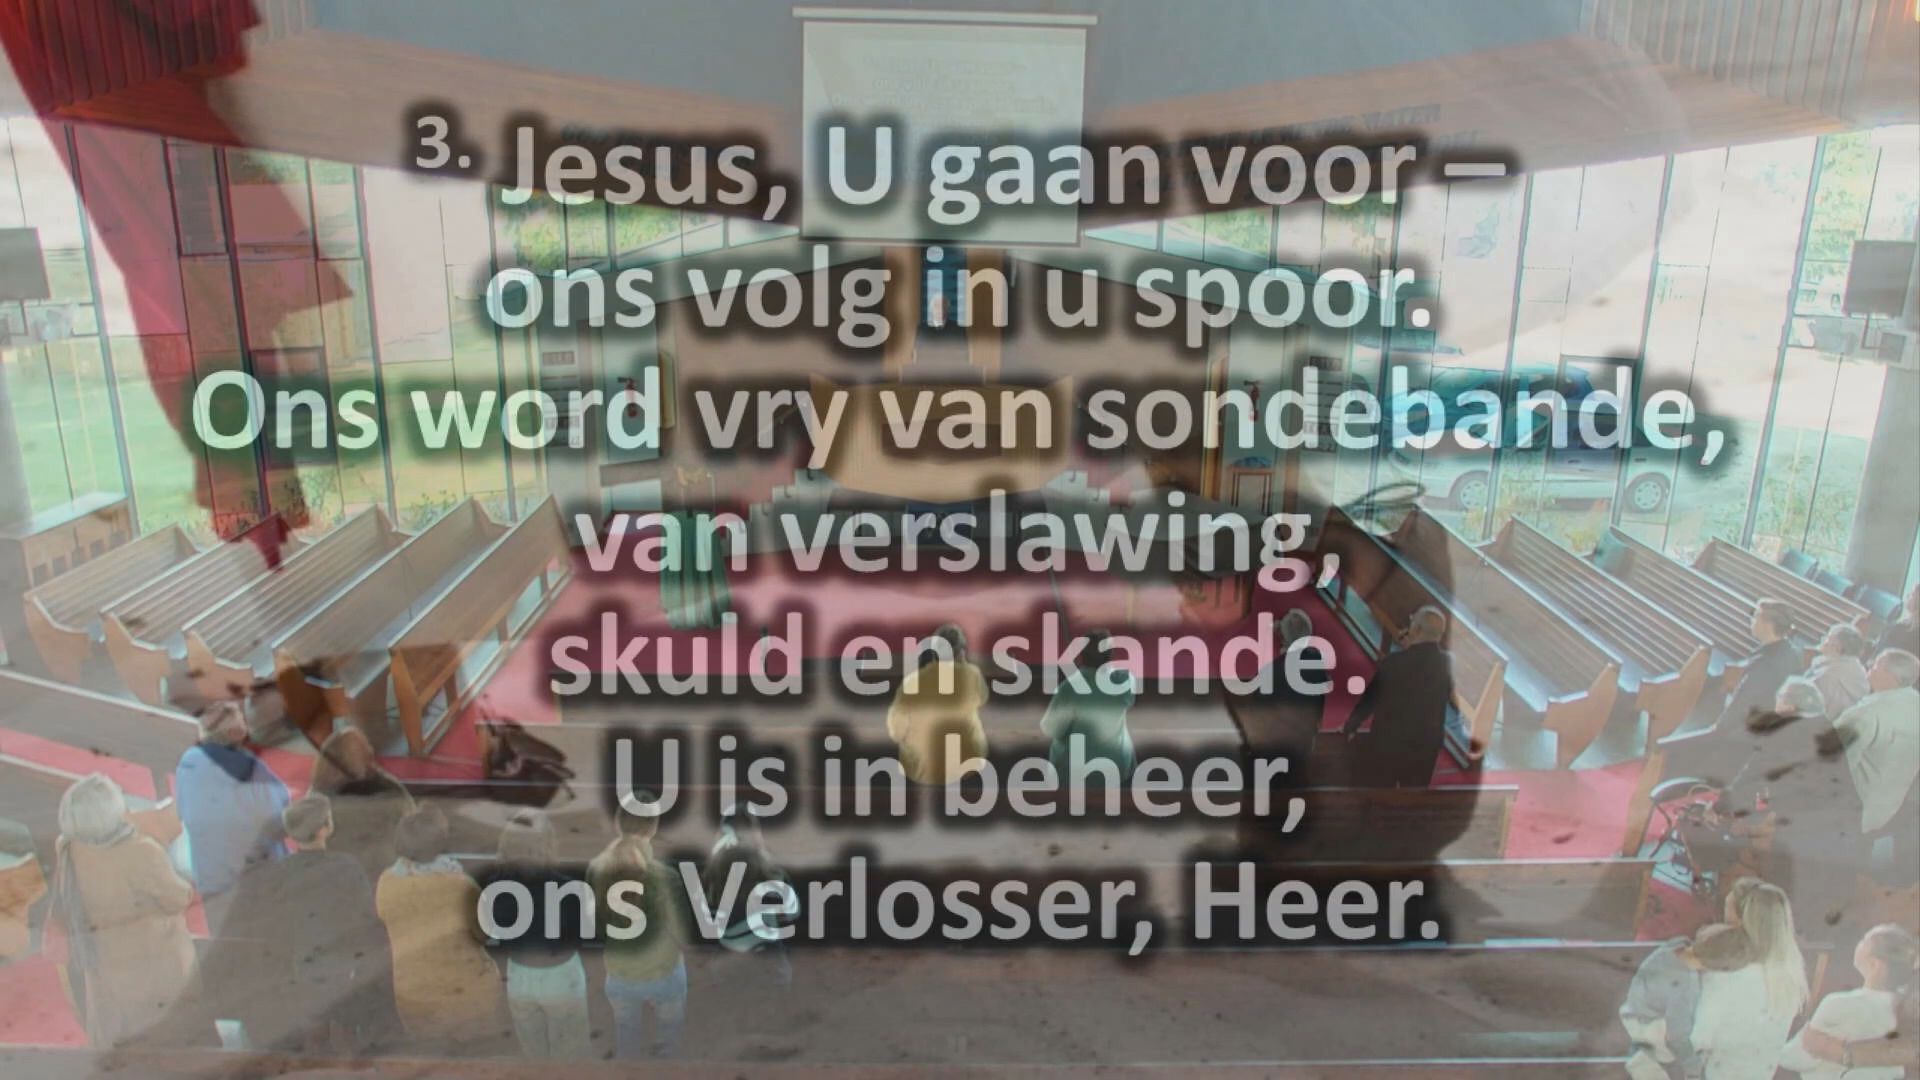 3. Jesus, U gaan voor –
ons volg in u spoor.
Ons word vry van sondebande,
van verslawing,
skuld en skande.
U is in beheer,
ons Verlosser, Heer.